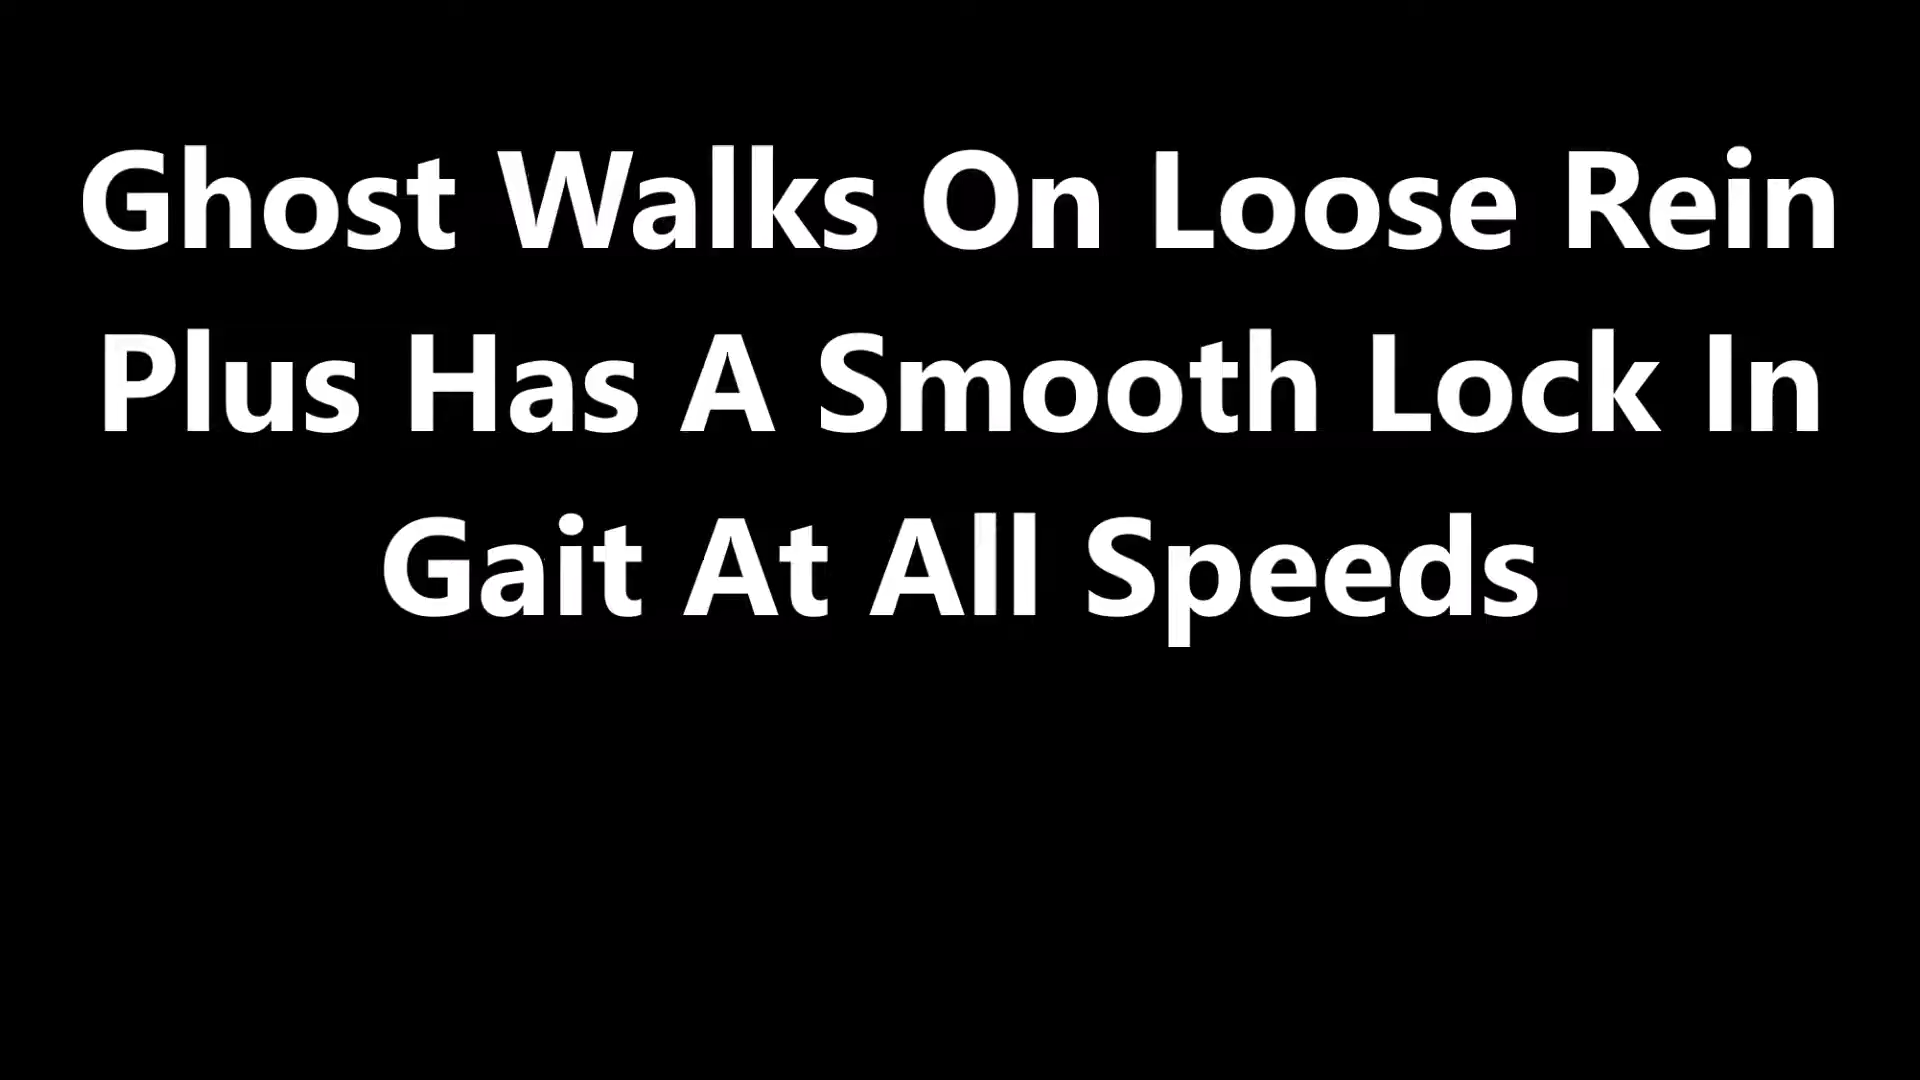 Ghost Walks On Loose Rein
Plus Has A Smooth Lock In
Gait At All Speeds